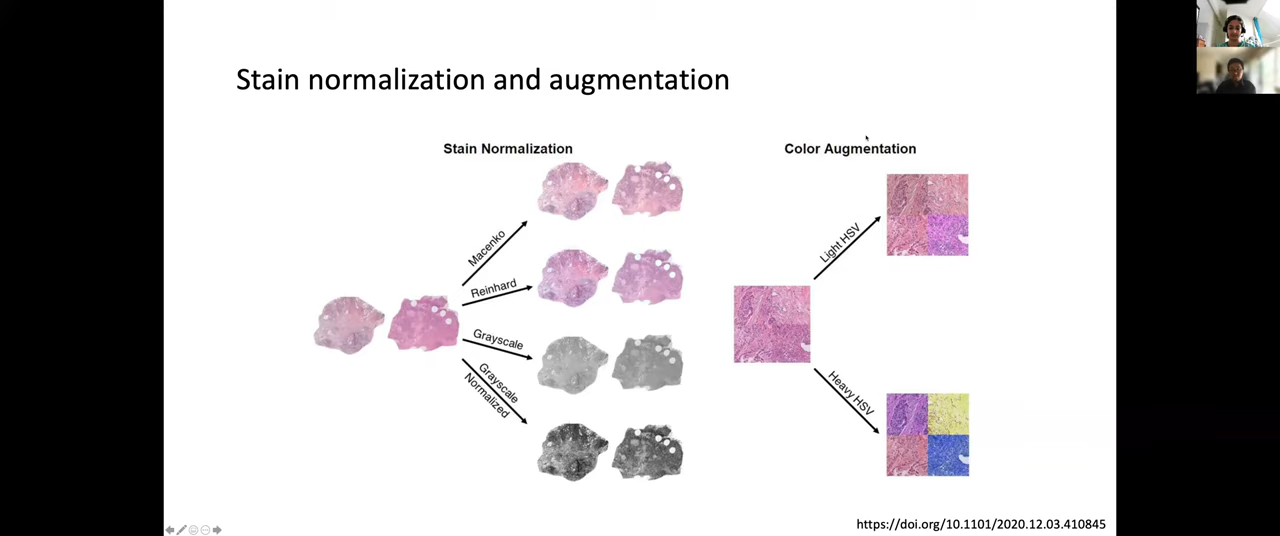 Stain normalization and augmentation
Stain Normalization
Macenko
Reinhard
Grayscale
Grayscale
Normalized
Color Augmentation
Light HSV
Heavy HSV
https://doi.org/10.1101/2020.12.03.410845